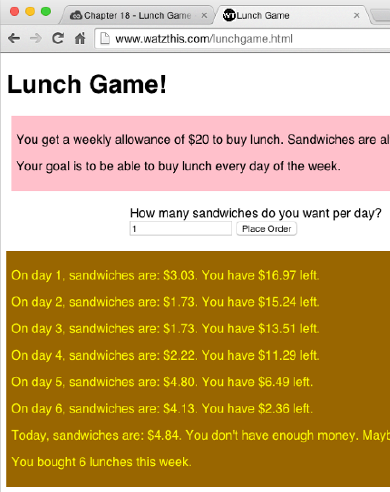 Chapter 18 - Lunch Game
Lunch Game
www.watzthis.com/lunchgame.html
Lunch Game!
You get a weekly allowance of $20 to buy lunch. Sandwiches are
Your goal is to be able to buy lunch every day of the week.
How many sandwiches do you want per day?
1 Place Order
On day 1, sandwiches are: $3.03. You have $16.97 left.
On day 2, sandwiches are: $1.73. You have $15.24 left.
On day 3, sandwiches are: $1.73. You have $13.51 left.
On day 4, sandwiches are: $2.22. You have $11.29 left.
On day 5, sandwiches are: $4.80. You have $6.49 left.
On day 6, sandwiches are: $4.13. You have $2.36 left.
Today, sandwiches are: $4.84. You don't have enough money.
You bought 6 lunches this week.